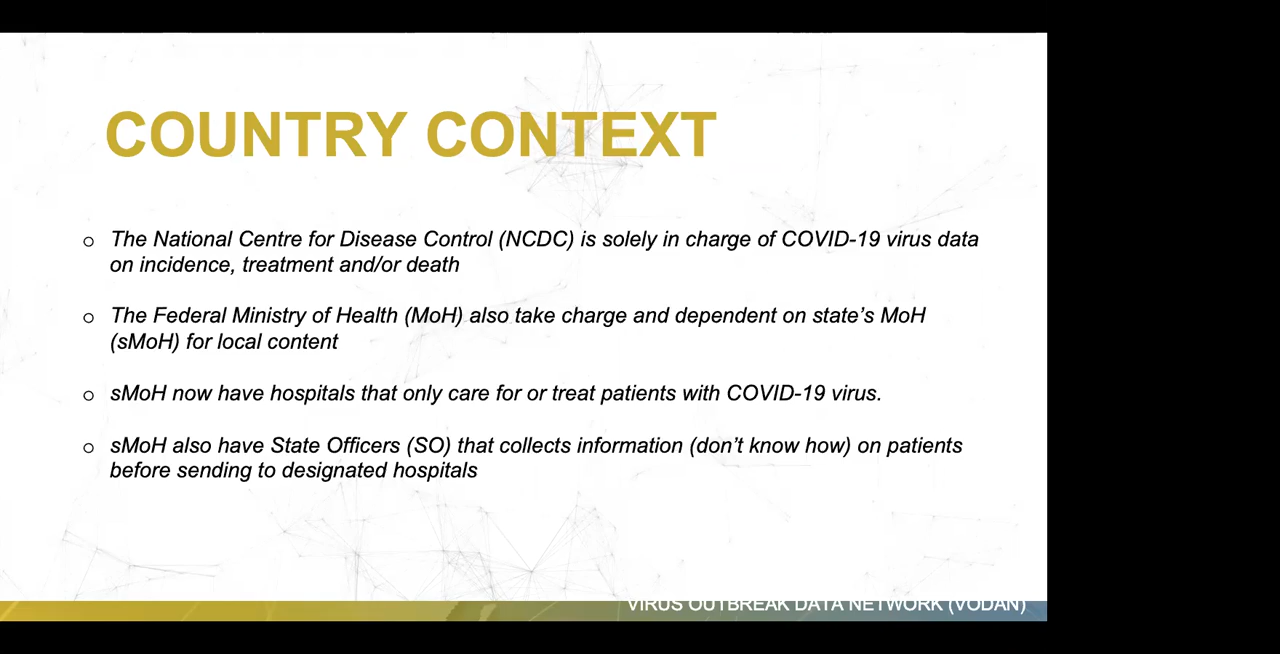 COUNTRY CONTEXT
o The National Centre for Disease Control (NCDC) is solely in charge of COVID-19 virus data
on incidence, treatment and/or death
o The Federal Ministry of Health (MoH) also take charge and dependent on state's MoH
(sMoH) for local content
o sMoH now have hospitals that only care for or treat patients with COVID-19 virus.
o sMoH also have State Officers (SO) that collects information (don't know how) on patients
before sending to designated hospitals
VIRUS OUTBREAK DATA NETWORK (VODAN)